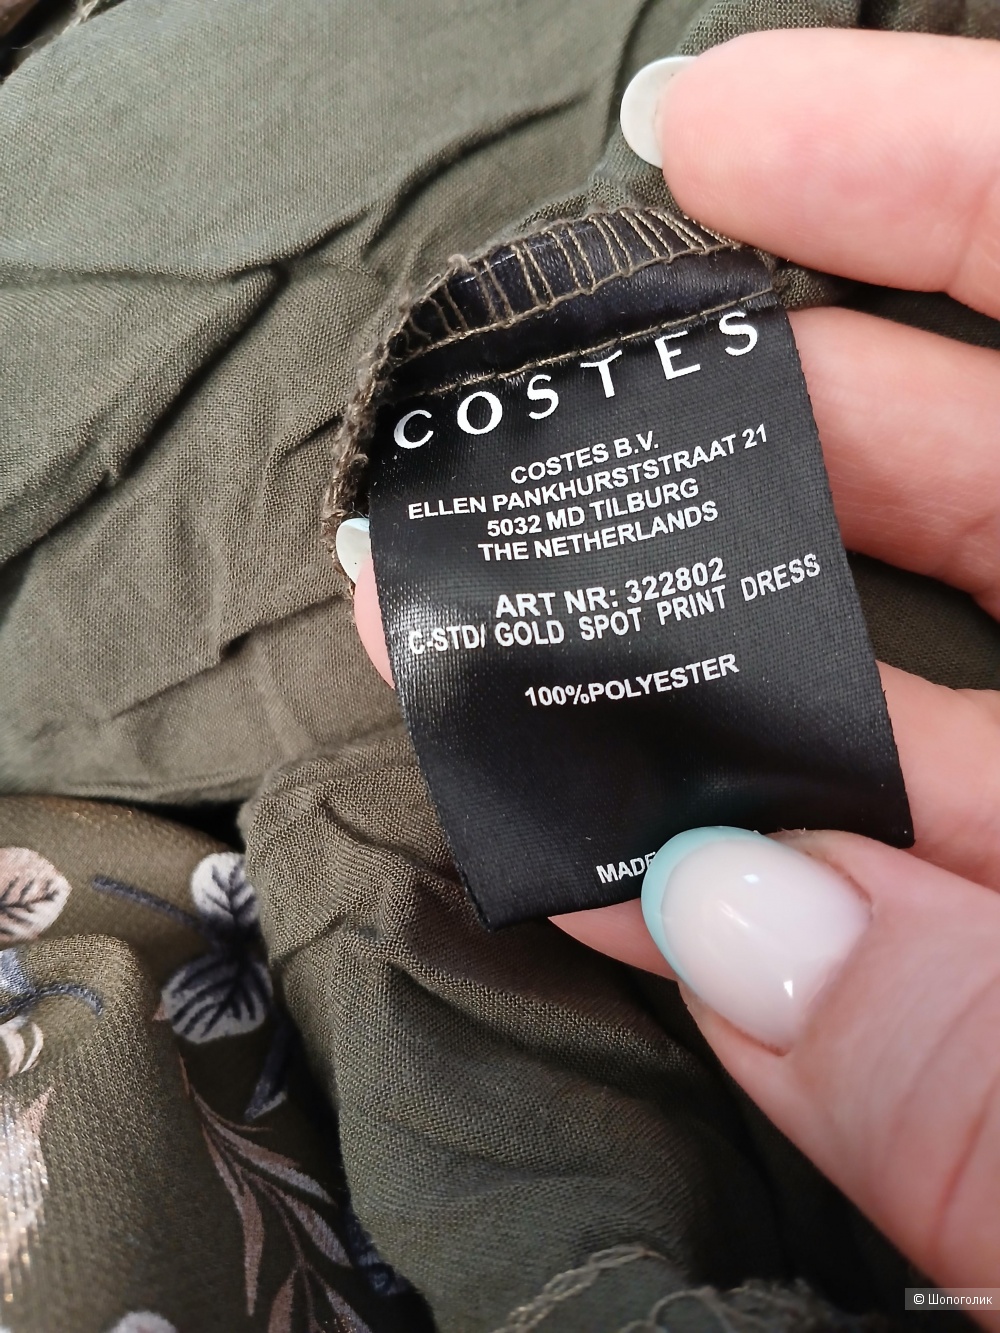 COSTES
COSTES B.V.
ELLEN PANKHURSTSTRAAT 21
5032 MD TILBURG
THE NETHERLANDS
ART NR: 322802
C-STD/ GOLD SPOT PRINT DRESS
100%POLYESTER
MADE
© Шопоголик